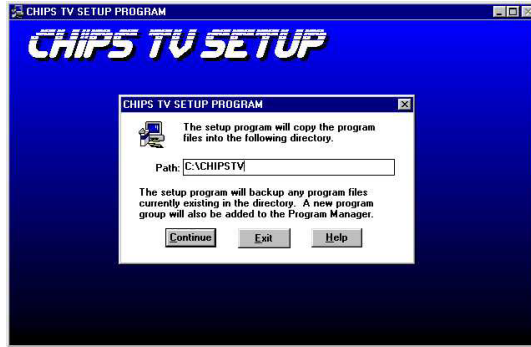 CHIPS TV SETUP PROGRAM
CHIPS TV SETUP
CHIPS TV SETUP PROGRAM
The setup program will copy the program
files into the following directory.
Path: C:\CHIPSTV
The setup program will backup any program files
currently existing in the directory. A new program
group will also be added to the Program Manager.
Continue Exit Help